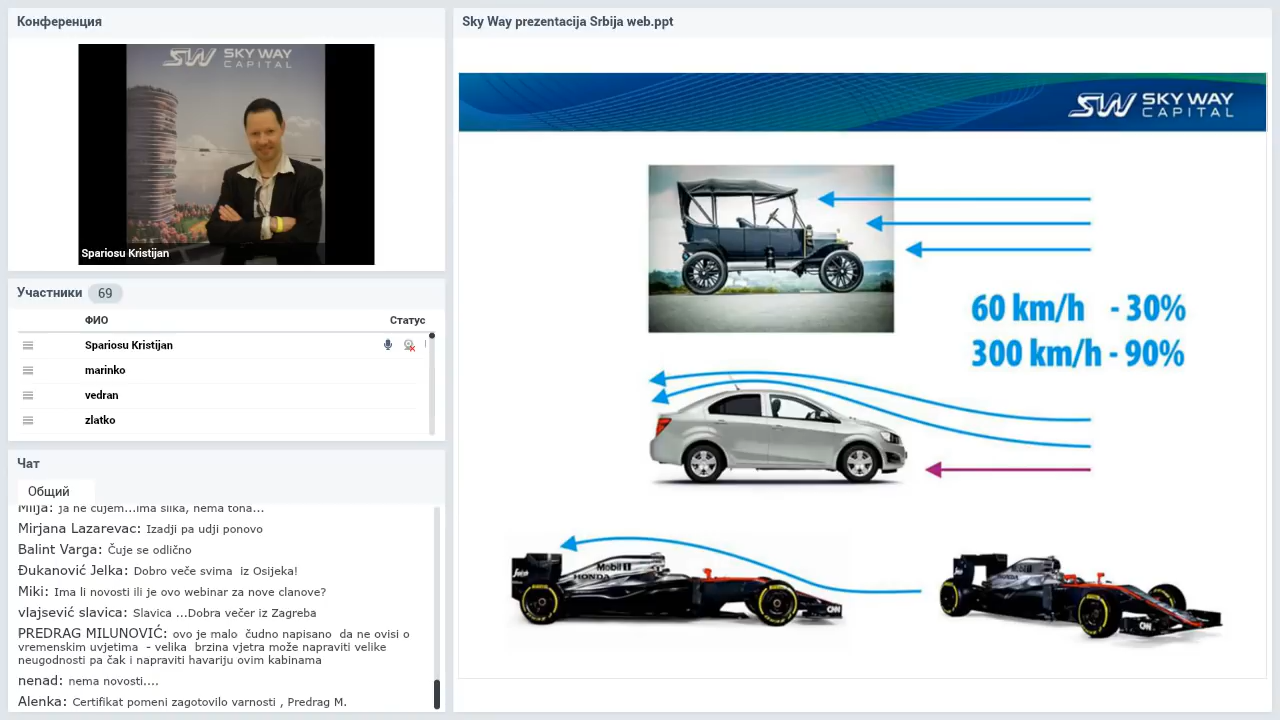 Конференция
SKY WAY
CAPITAL
Spariosu Kristijan
Участники 69
ФИО Статус
Spariosu Kristijan
marinko
vedran
zlatko
Чат
Общий
Milja: ja ne cujem...ima slika, nema tona...
Mirjana Lazarevac: Izadji pa udji ponovo
Balint Varga: Čuje se odlično
Đukanović Jelka: Dobro veče svima iz Osijeka!
Miki: Ima li novosti ili je ovo webinar za nove clanove?
vlajsević slavica: Slavica ...Dobra večer iz Zagreba
PREDRAG MILUNOVIĆ: ovo je malo čudno napisano da ne ovisi o
vremenskim uvjetima - velika brzina vjetra može napraviti velike
neugodnosti pa čak i napraviti havariju ovim kabinama
nenad: nema novosti....
Alenka: Certifikat pomeni zagotovilo varnosti , Predrag M.
Sky Way prezentacija Srbija web.ppt
SW SKY WAY
CAPITAL
60 km/h - 30%
300 km/h - 90%
Mobil 1
HONDA
ON
HONDA
ON